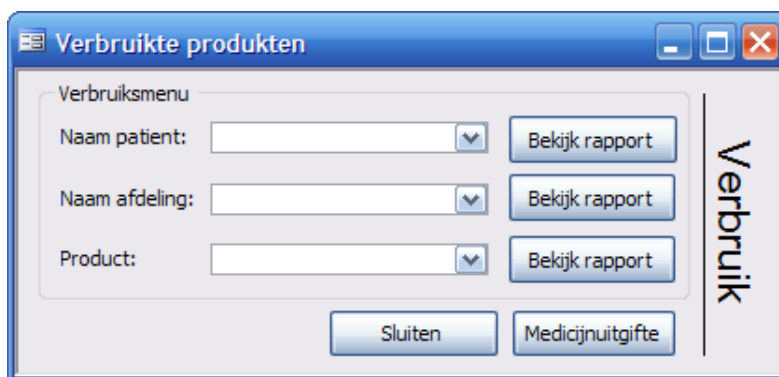 Verbruikte produkten
Verbruiksmenu
Naam patient:
Bekijk rapport
Naam afdeling:
Bekijk rapport
Product:
Bekijk rapport
Sluiten
Medicijnuitgifte
Verbruik